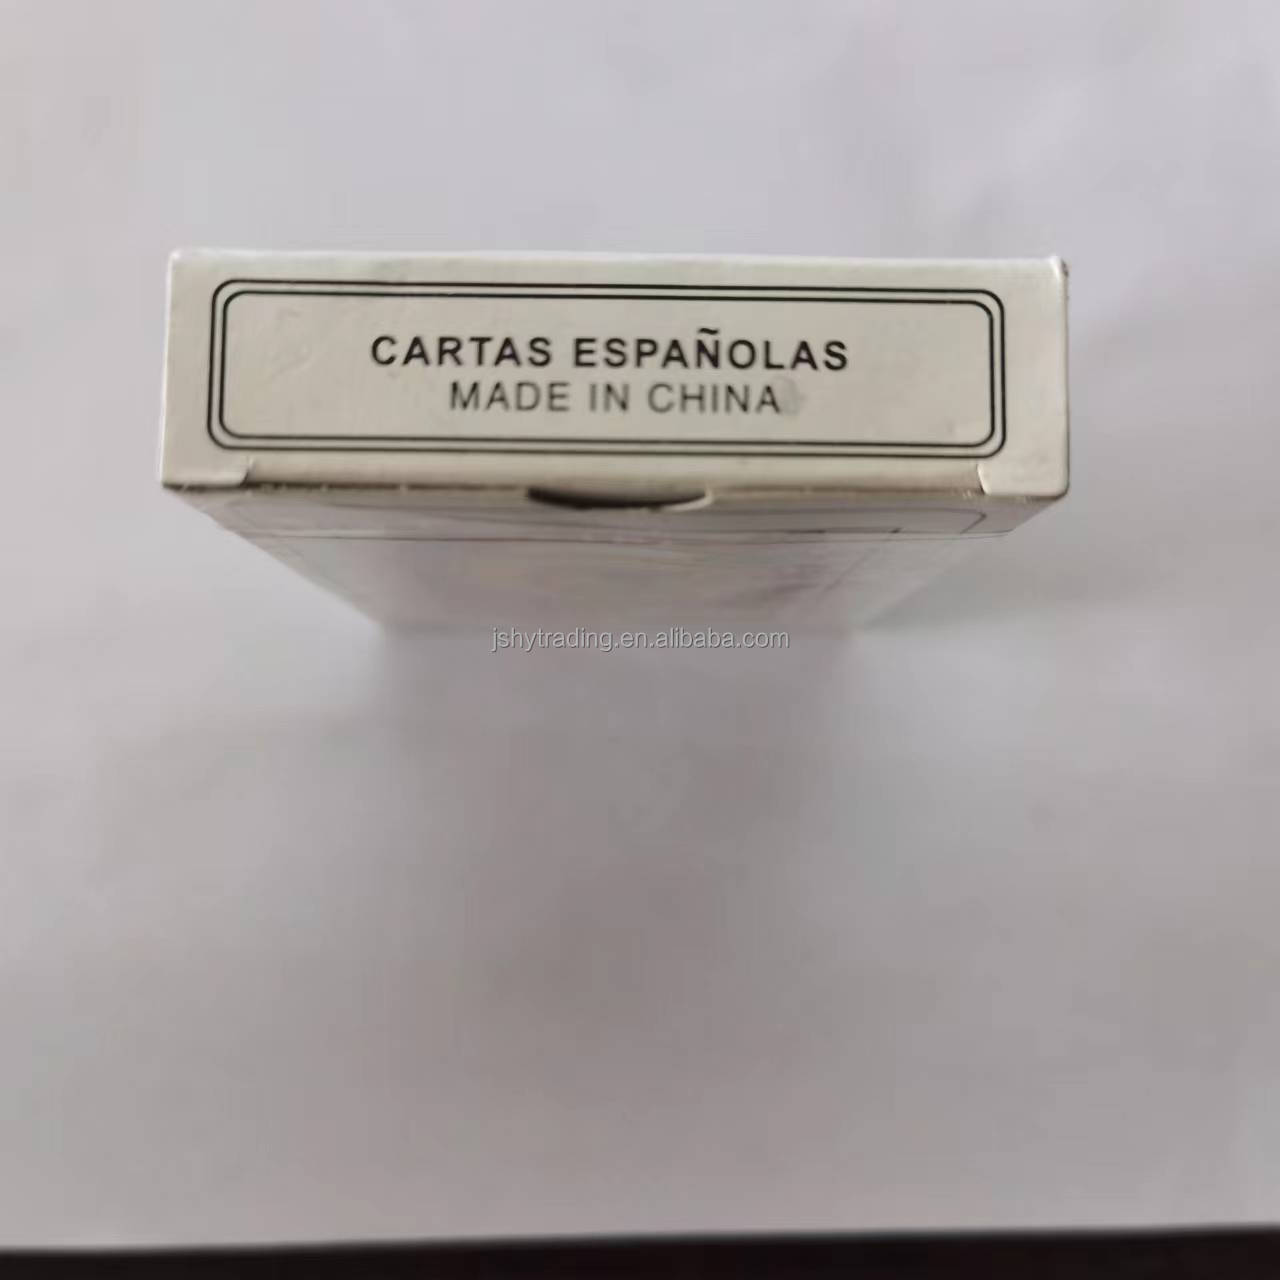 CARTAS ESPAÑOLAS
MADE IN CHINA
jshytrading.en.alibaba.com